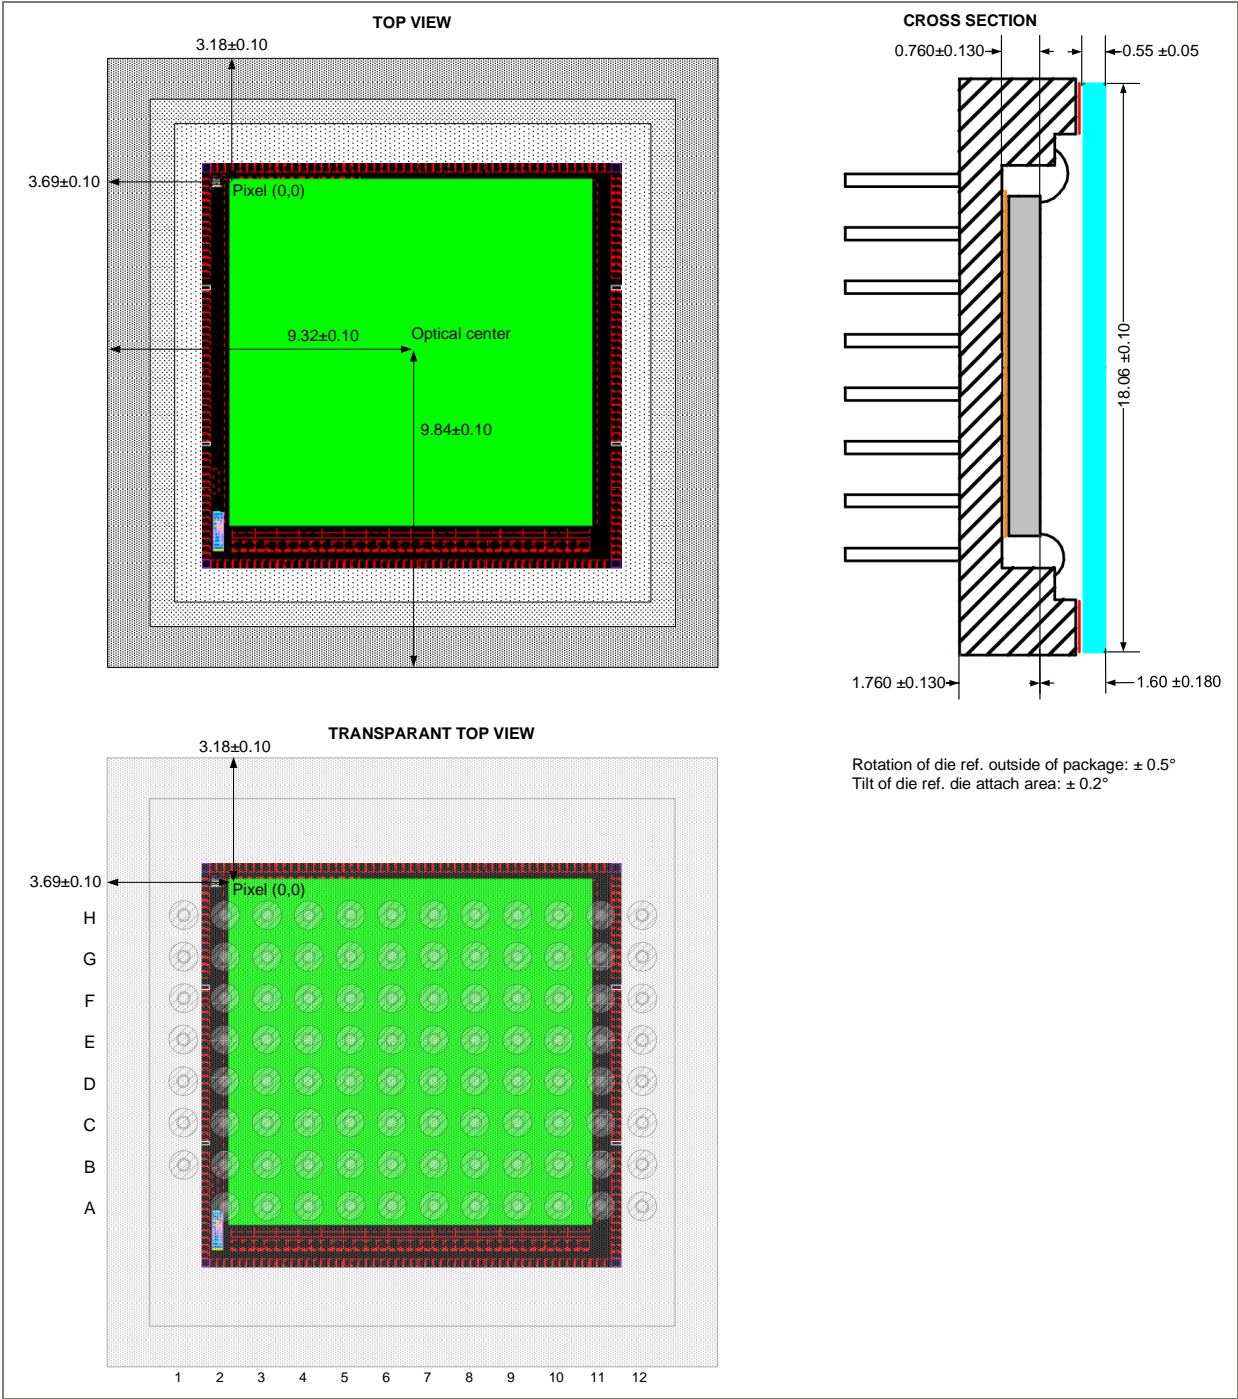 TOP VIEW
3.18±0.10
3.69±0.10
Pixel (0,0)
9.32±0.10
Optical center
9.84±0.10
CROSS SECTION
0.760±0.130
0.55 ±0.05
18.06 ±0.10
1.760 ±0.130
1.60 ±0.180
Rotation of die ref. outside of package: ± 0.5°
Tilt of die ref. die attach area: ± 0.2°
TRANSPARANT TOP VIEW
3.18±0.10
3.69±0.10
Pixel (0,0)
H
G
F
E
D
C
B
A
1 2 3 4 5 6 7 8 9 10 11 12